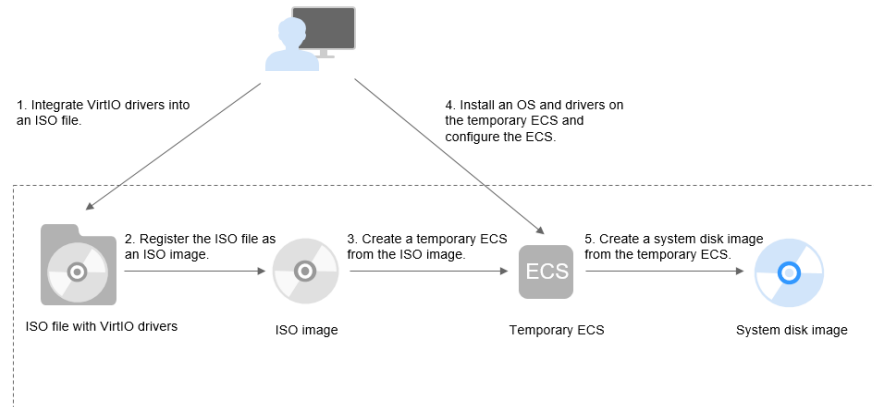 1. Integrate VirtIO drivers into
an ISO file.
4. Install an OS and drivers on
the temporary ECS and
configure the ECS.
2. Register the ISO file as
an ISO image.
3. Create a temporary ECS
from the ISO image.
5. Create a system disk image
from the temporary ECS.
ECS
ISO file with VirtIO drivers
ISO image
Temporary ECS
System disk image